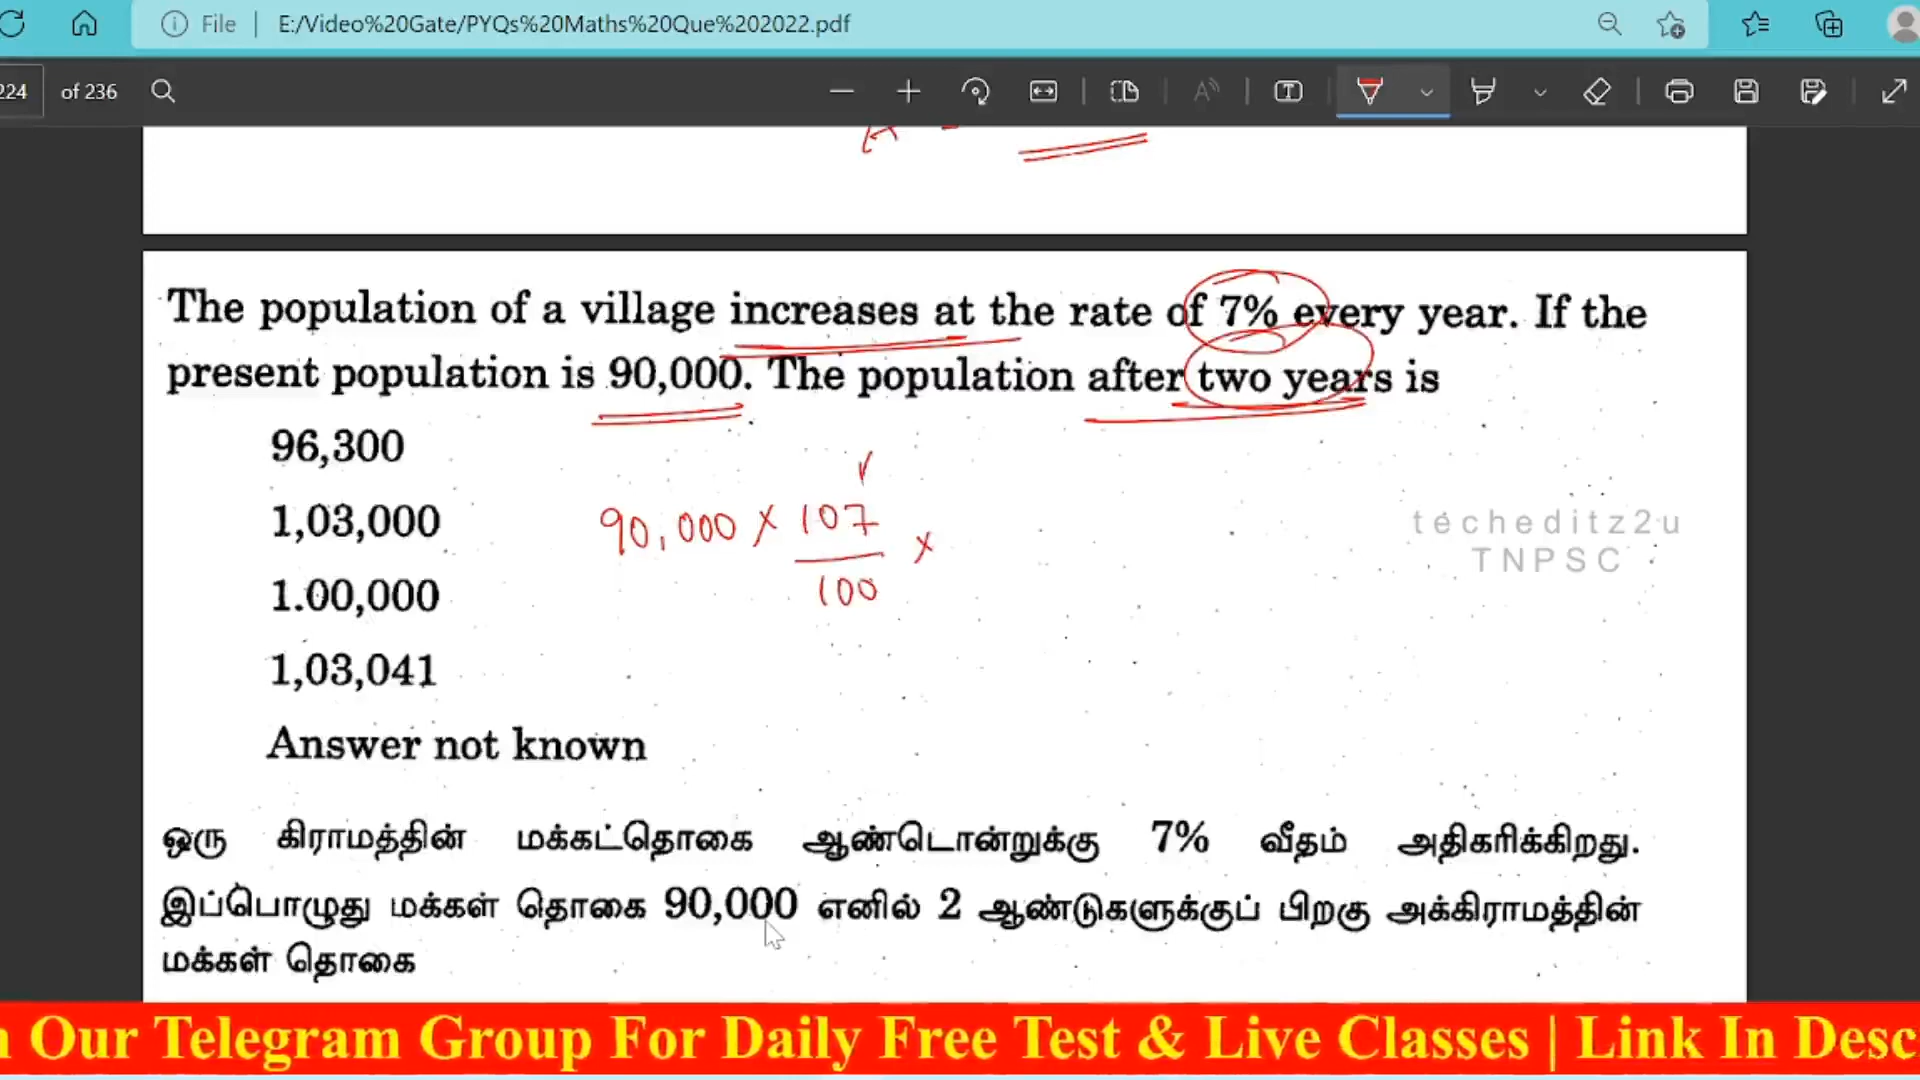 File | E:/Video%20Gate/PYQs%20Maths%20Que%202022.pdf
224 of 236
The population of a village increases at the rate of 7% every year. If the
present population is 90,000. The population after two years is
96,300
1,03,000
1.00,000
1,03,041
Answer not known
90,000 × 107
100
×
techeditz2u
TNPSC
ஒரு கிராமத்தின் மக்கட்தொகை ஆண்டொன்றுக்கு 7% வீதம் அதிகரிக்கிறது.
இப்பொழுது மக்கள் தொகை 90,000 எனில் 2 ஆண்டுகளுக்குப் பிறகு அக்கிராமத்தின்
மக்கள் தொகை
Our Telegram Group For Daily Free Test & Live Classes | Link In Desc